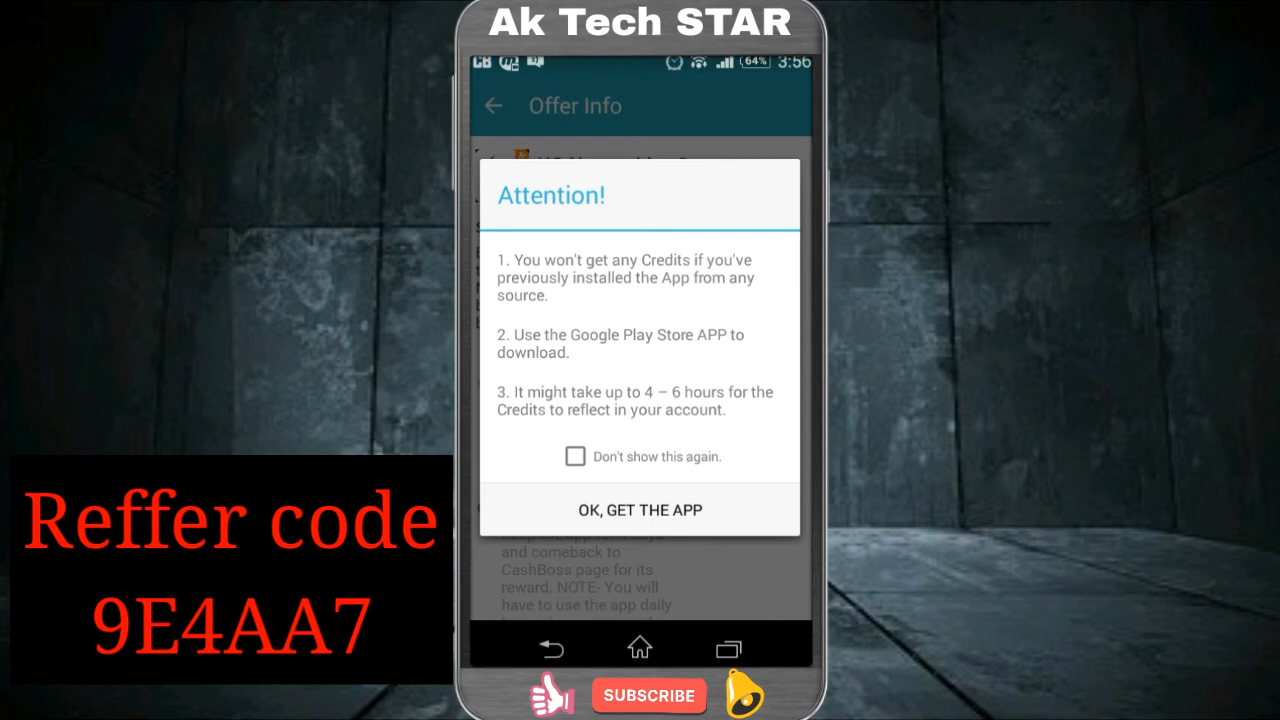 Ak Tech STAR
CB
64% 3:56
Offer Info
Attention!
1. You won't get any Credits if you've
previously installed the App from any
source.
2. Use the Google Play Store APP to
download.
3. It might take up to 4 – 6 hours for the
Credits to reflect in your account.
Don't show this again.
OK, GET THE APP
and comeback to
CashBoss page for its
reward. NOTE- You will
have to use the app daily
Reffer code
9E4AA7
SUBSCRIBE